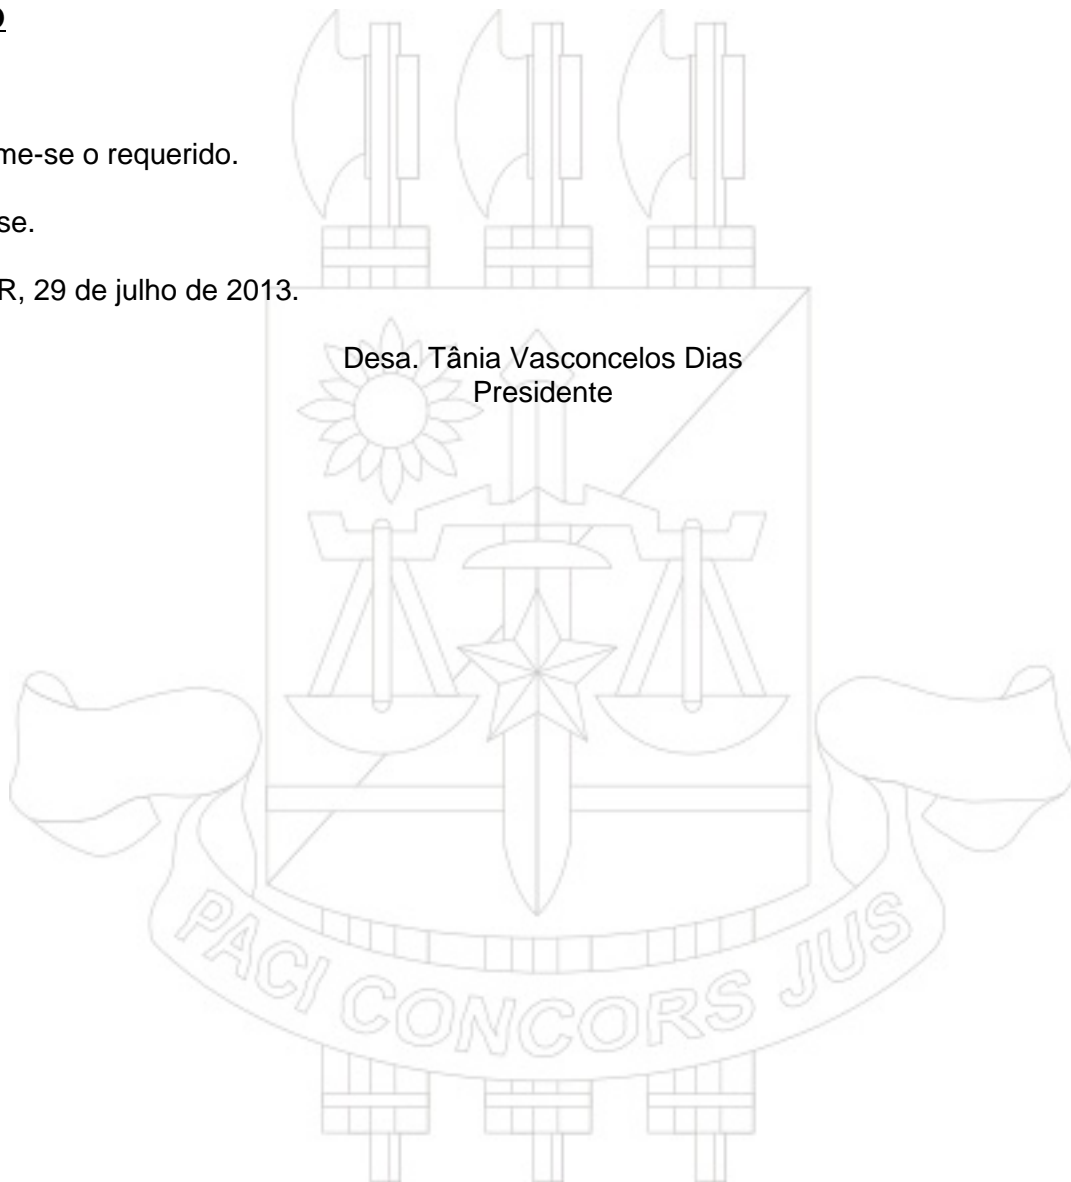 O
me-se o requerido.
se.
R, 29 de julho de 2013.
Desa. Tânia Vasconcelos Dias
Presidente
PACI CONCORS JUS